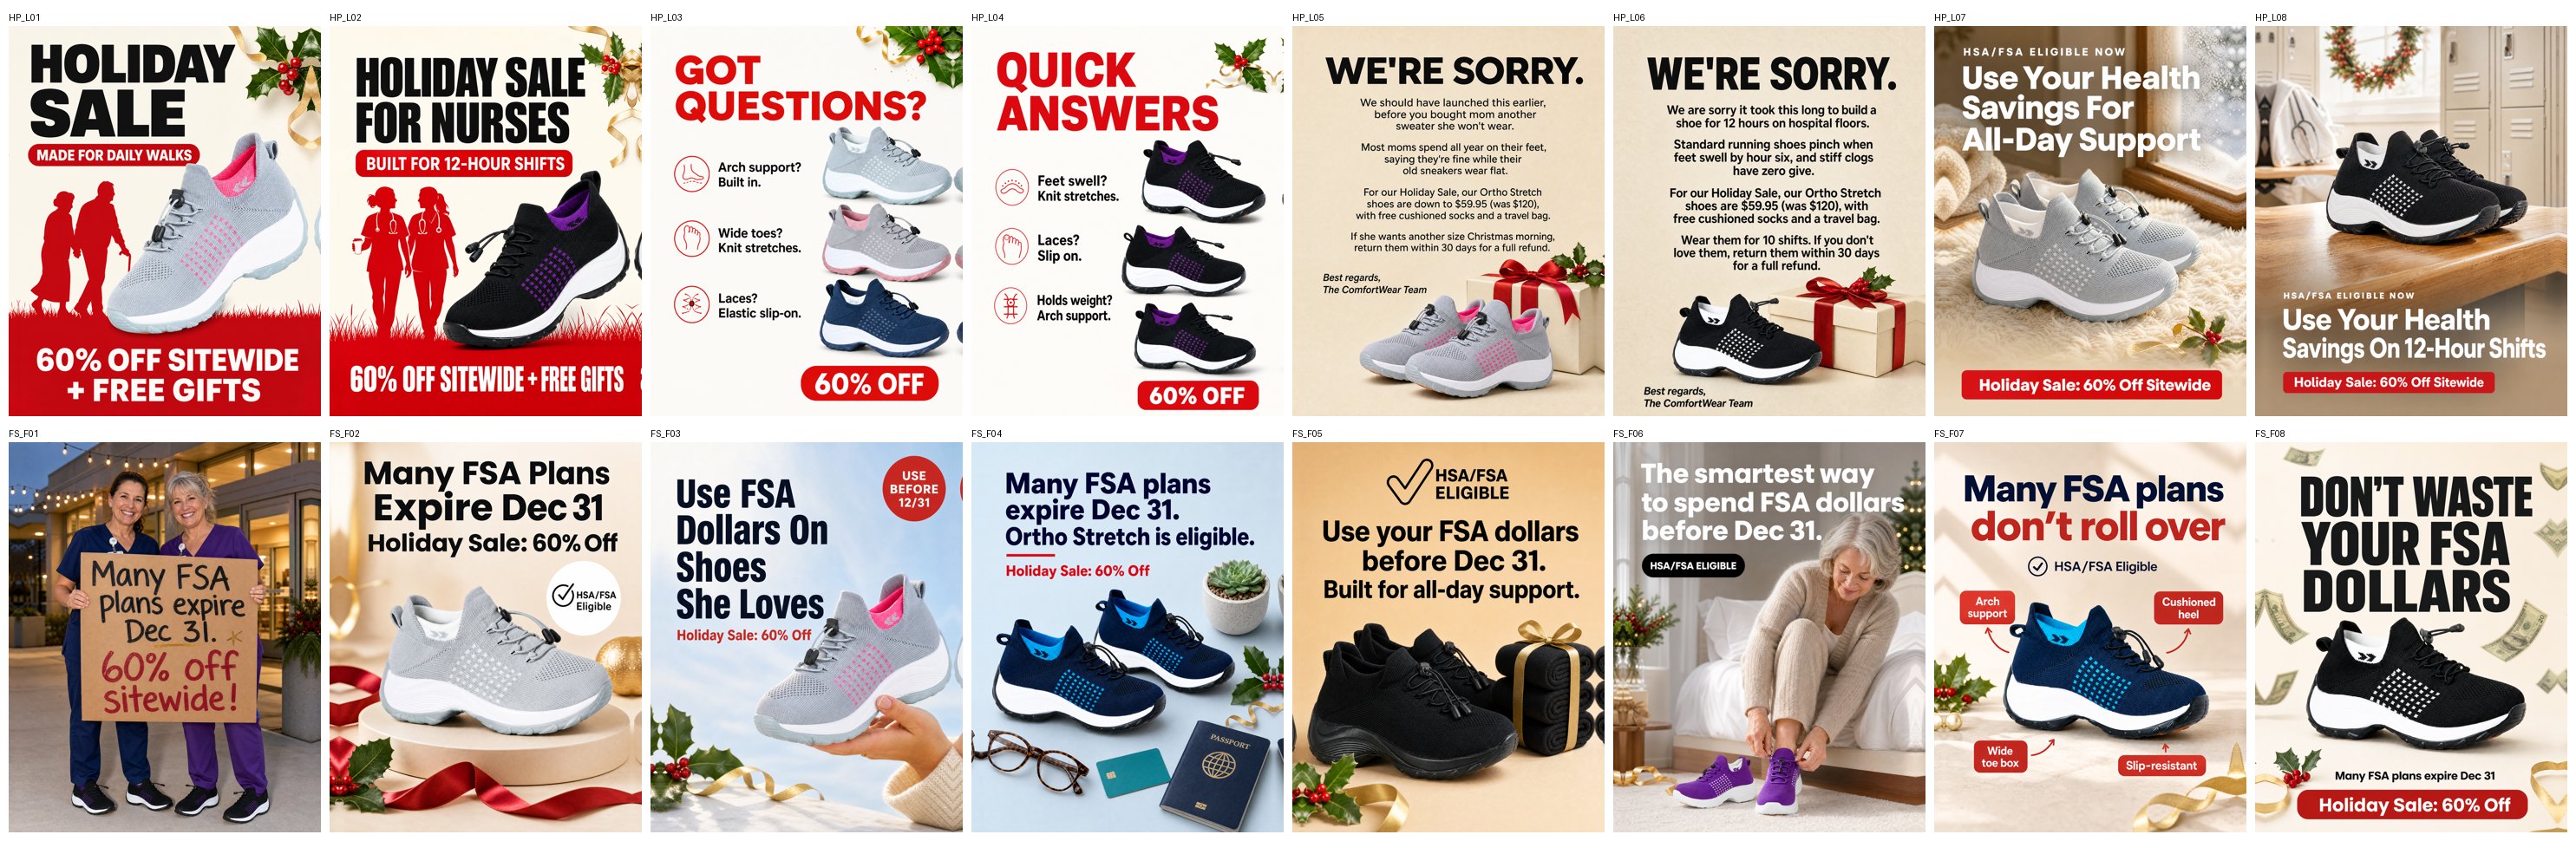 HP_L01
HOLIDAY
SALE
MADE FOR DAILY WALKS
60% OFF SITEWIDE
+ FREE GIFTS
HP_L02
HOLIDAY SALE
FOR NURSES
BUILT FOR 12-HOUR SHIFTS
60% OFF SITEWIDE + FREE GIFTS
HP_L03
GOT
QUESTIONS?
Arch support?
Built in.
Wide toes?
Knit stretches.
Laces?
Elastic slip-on.
60% OFF
HP_L04
QUICK
ANSWERS
Feet swell?
Knit stretches.
Laces?
Slip on.
Holds weight?
Arch support.
60% OFF
HP_L05
WE'RE SORRY.
We should have launched this earlier,
before you bought mom another
sweater she won't wear.
Most moms spend all year on their feet,
saying they're fine while their
old sneakers wear flat.
For our Holiday Sale, our Ortho Stretch
shoes are down to $59.95 (was $120),
with free cushioned socks and a travel bag.
If she wants another size Christmas morning,
return them within 30 days for a full refund.
Best regards,
The ComfortWear Team
HP_L06
WE'RE SORRY.
We are sorry it took this long to build a
shoe for 12 hours on hospital floors.
Standard running shoes pinch when
feet swell by hour six, and stiff clogs
have zero give.
For our Holiday Sale, our Ortho Stretch
shoes are $59.95 (was $120), with
free cushioned socks and a travel bag.
Wear them for 10 shifts. If you don't
love them, return them within 30 days
for a full refund.
Best regards,
The ComfortWear Team
HP_L07
HSA/FSA ELIGIBLE NOW
Use Your Health
Savings For
All-Day Support
Holiday Sale: 60% Off Sitewide
HP_L08
HSA/FSA ELIGIBLE NOW
Use Your Health
Savings On 12-Hour Shifts
Holiday Sale: 60% Off Sitewide
FS_F01
Many FSA
plans expire
Dec 31.
60% off
sitewide!
FS_F02
Many FSA Plans
Expire Dec 31
Holiday Sale: 60% Off
HSA/FSA
Eligible
FS_F03
USE
BEFORE
12/31
Use FSA
Dollars On
Shoes
She Loves
Holiday Sale: 60% Off
FS_F04
Many FSA plans
expire Dec 31.
Ortho Stretch is eligible.
Holiday Sale: 60% Off
PASSPORT
FS_F05
HSA/FSA
ELIGIBLE
Use your FSA dollars
before Dec 31.
Built for all-day support.
FS_F06
The smartest way
to spend FSA dollars
before Dec 31.
HSA/FSA ELIGIBLE
FS_F07
Many FSA plans
don't roll over
HSA/FSA Eligible
Arch
support
Cushioned
heel
Wide
toe box
Slip-resistant
FS_F08
DON'T WASTE
YOUR FSA
DOLLARS
Many FSA plans expire Dec 31
Holiday Sale: 60% Off